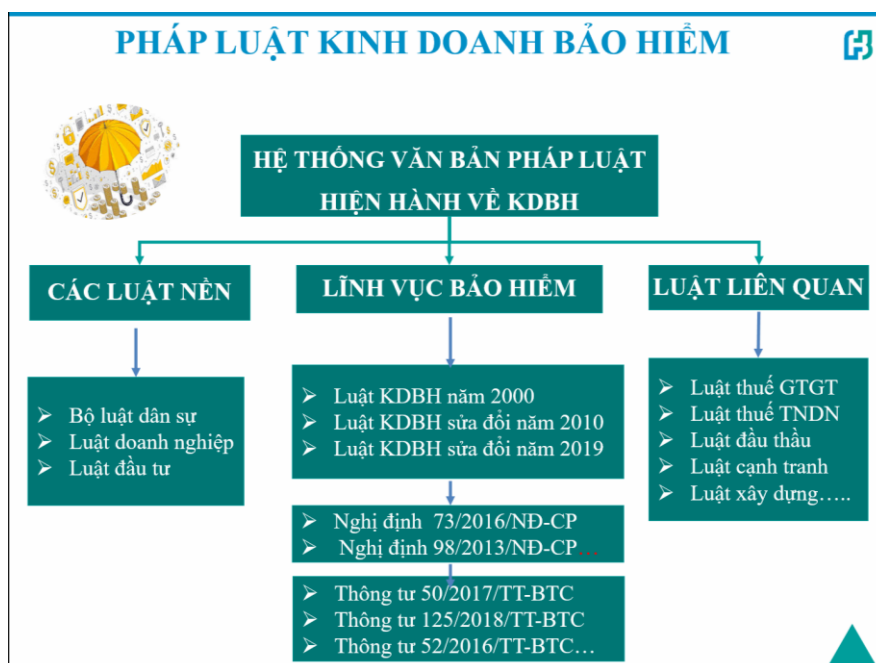 PHÁP LUẬT KINH DOANH BẢO HIỂM
HỆ THỐNG VĂN BẢN PHÁP LUẬT
HIỆN HÀNH VỀ KDBH
CÁC LUẬT NỀN
LĨNH VỰC BẢO HIỂM
LUẬT LIÊN QUAN
➢ Bộ luật dân sự
➢ Luật doanh nghiệp
➢ Luật đầu tư
➢ Luật KDBH năm 2000
➢ Luật KDBH sửa đổi năm 2010
➢ Luật KDBH sửa đổi năm 2019
➢ Nghị định 73/2016/NĐ-CP
➢ Nghị định 98/2013/NĐ-CP…
➢ Thông tư 50/2017/TT-BTC
➢ Thông tư 125/2018/TT-BTC
➢ Thông tư 52/2016/TT-BTC…
➢ Luật thuế GTGT
➢ Luật thuế TNDN
➢ Luật đấu thầu
➢ Luật cạnh tranh
➢ Luật xây dựng…..